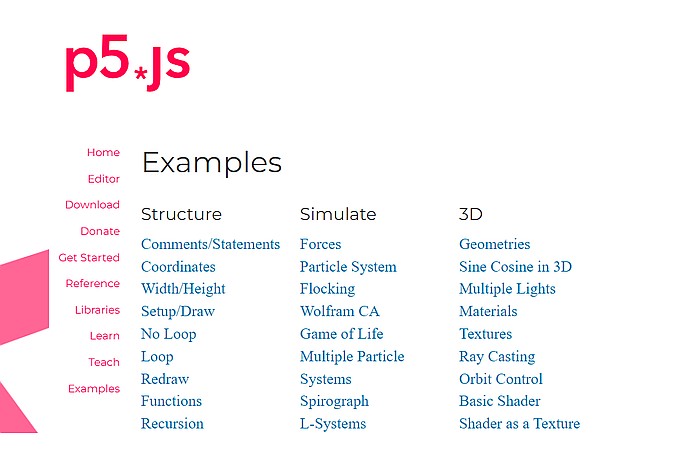 p5.js
Home
Editor
Download
Donate
Get Started
Reference
Libraries
Learn
Teach
Examples
Examples
Structure
Comments/Statements
Coordinates
Width/Height
Setup/Draw
No Loop
Loop
Redraw
Functions
Recursion
Simulate
Forces
Particle System
Flocking
Wolfram CA
Game of Life
Multiple Particle
Systems
Spirograph
L-Systems
3D
Geometries
Sine Cosine in 3D
Multiple Lights
Materials
Textures
Ray Casting
Orbit Control
Basic Shader
Shader as a Texture